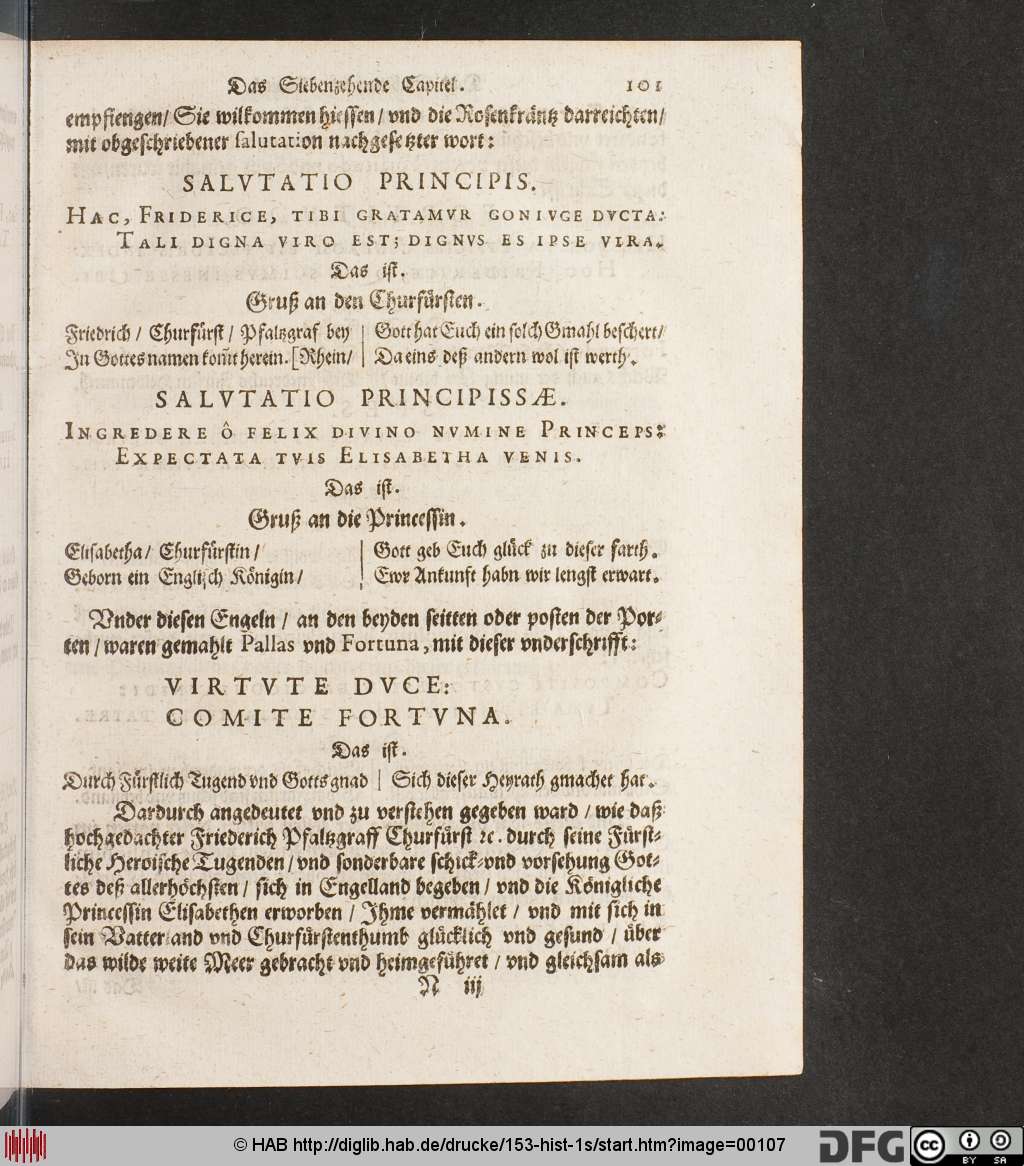 Das Siebenzehende Capitel. 101
empfiengen/ Sie wilkommen hiessen/ vnd die Rosenkräntz darreichten/
mit obgeschriebener salutation nachgesetzter wort:
SALVTATIO PRINCIPIS.
HAC, FRIDERICE, TIBI GRATAMVR GONIVGE DVCTA:
TALI DIGNA VIRO EST; DIGNVS ES IPSE VIRA.
Das ist.
Gruß an den Churfürsten.
Friedrich/ Churfürst/ Pfaltzgraf bey | Gott hat Euch ein solch Gmahl beschert/
In Gottes namen kom̃t herein. [Rhein/ | Da eins deß andern wol ist werth.
SALVTATIO PRINCIPISSÆ.
INGREDERE ô FELIX DIVINO NVMINE PRINCEPS:
EXPECTATA TVIS ELISABETHA VENIS.
Das ist.
Gruß an die Princessin.
Elisabetha/ Churfürstin/ | Gott geb Euch glück zu dieser farth.
Geborn ein Englisch Königin/ | Ewr Ankunft habn wir lengst erwart.
Vnder diesen Engeln/ an den beyden seitten oder posten der Por-
ten/ waren gemahlt Pallas vnd Fortuna, mit dieser vnderschrifft:
VIRTVTE DVCE:
COMITE FORTVNA.
Das ist.
Durch Fürstlich Tugend vnd Gotts gnad | Sich dieser Heyrath gmachet hat.
Dardurch angedeutet vnd zu verstehen gegeben ward/ wie daß
hochgedachter Friederich Pfaltzgraff Churfürst ꝛc. durch seine Fürst-
liche Heroische Tugenden/ vnd sonderbare schick- vnd vorsehung Got-
tes deß allerhöchsten/ sich in Engelland begeben/ vnd die Königliche
Princessin Elisabethen erworben/ Ihme vermählet/ vnd mit sich in
sein Vatterland vnd Churfürstenthumb glücklich vnd gesund/ über
das wilde weite Meer gebracht vnd heimgeführet/ vnd gleichsam als
N iij
© HAB http://diglib.hab.de/drucke/153-hist-1s/start.htm?image=00107 DFG cc BY SA